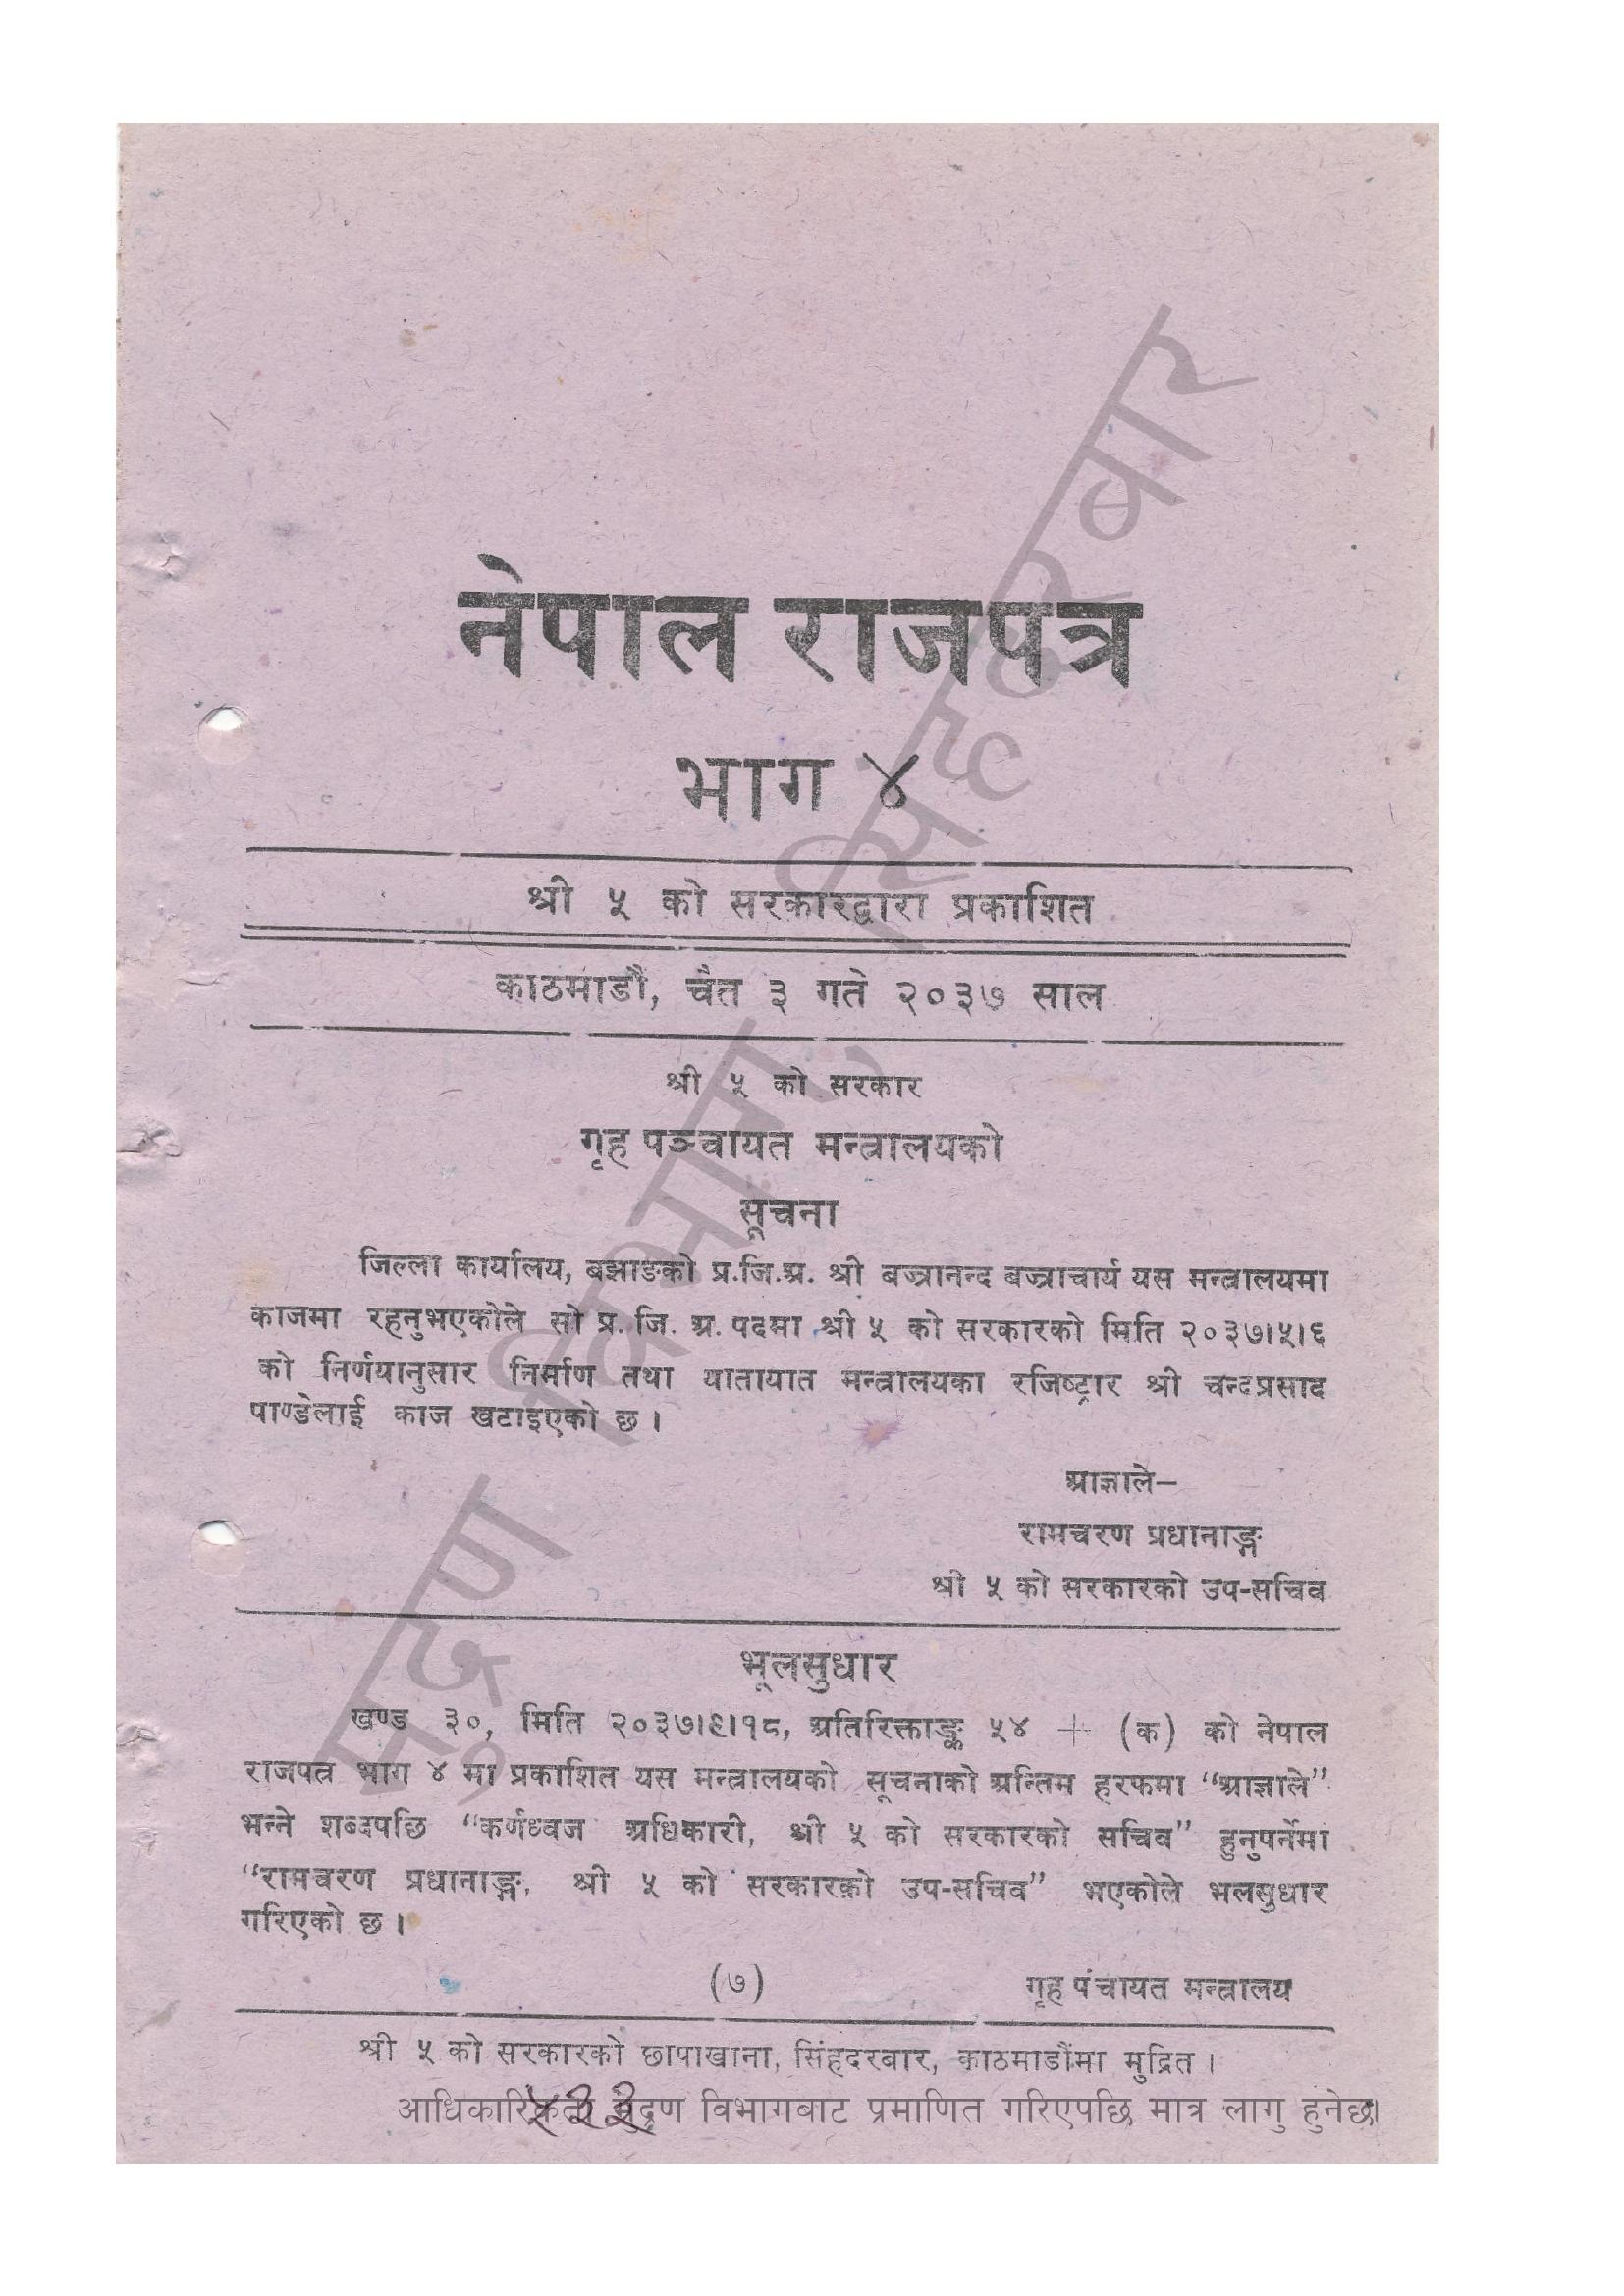 नेपाल राजपत्र
भाग ४
श्री ५ को सरकारद्वारा प्रकाशित
काठमाडौं, चैत ३ गते २०३७ साल
श्री ५ को सरकार
गृह पञ्चायत मन्त्रालयको
सूचना
जिल्ला कार्यालय, बझाङको प्र.जि.अ. श्री बज्रानन्द बज्राचार्य यस मन्त्रालयमा
काजमा रहनुभएकोले सो प्र. जि. अ. पदमा श्री ५ को सरकारको मिति २०३७।५।६
को निर्णयानुसार निर्माण तथा यातायात मन्त्रालयका रजिष्ट्रार श्री चन्दप्रसाद
पाण्डेलाई काज खटाइएको छ ।
आज्ञाले–
रामचरण प्रधानाङ्ग
श्री ५ को सरकारको उप-सचिव
भूलसुधार
खण्ड ३०, मिति २०३७।९।१८, अतिरिक्ताङ्क ५४ + (क) को नेपाल
राजपत्र भाग ४ मा प्रकाशित यस मन्त्रालयको सूचनाको अन्तिम हरफमा “आज्ञाले”
भन्ने शब्दपछि “कर्णध्वज अधिकारी, श्री ५ को सरकारको सचिव” हुनुपर्नेमा
“रामचरण प्रधानाङ्ग, श्री ५ को सरकारको उप-सचिव” भएकोले भलसुधार
गरिएको छ ।
(७) गृह पंचायत मन्त्रालय
श्री ५ को सरकारको छापाखाना, सिंहदरबार, काठमाडौंमा मुद्रित ।
आधिकारिकता मुद्रण विभागबाट प्रमाणित गरिएपछि मात्र लागु हुनेछ।
५२२
मुद्रण विभाग, सिंहदरबार